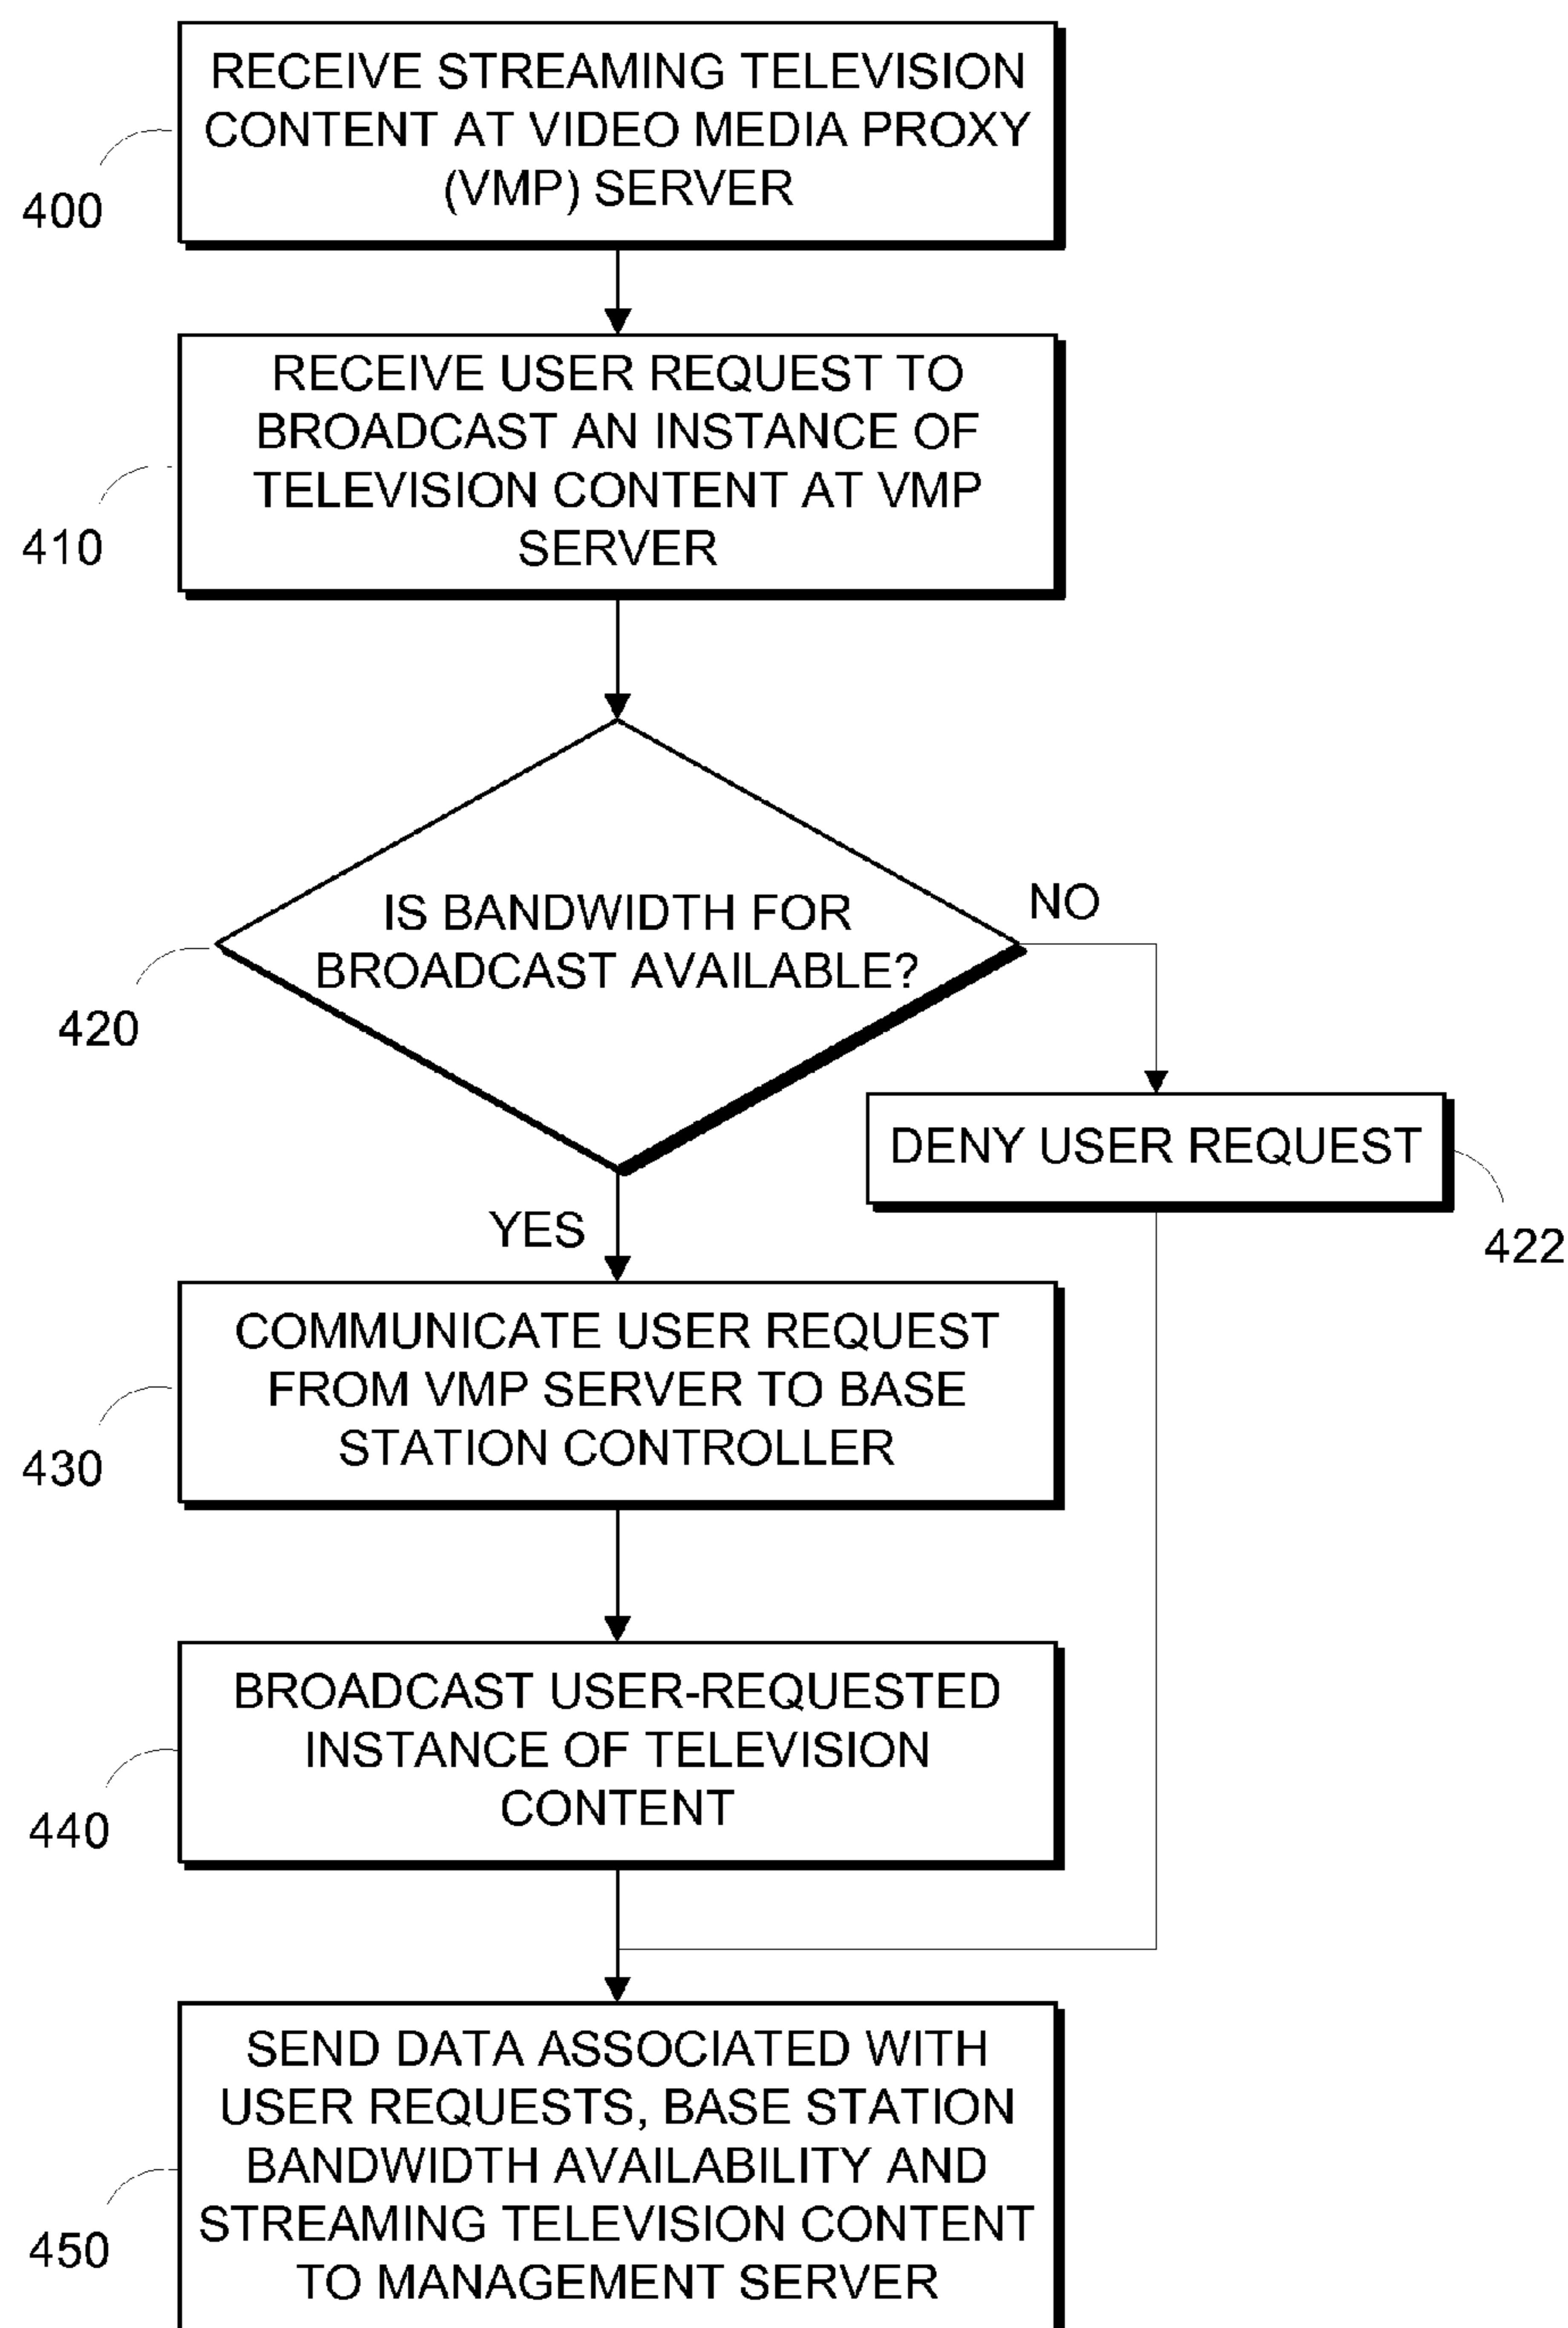 RECEIVE STREAMING TELEVISION
CONTENT AT VIDEO MEDIA PROXY
(VMP) SERVER
400
RECEIVE USER REQUEST TO
BROADCAST AN INSTANCE OF
TELEVISION CONTENT AT VMP
SERVER
410
IS BANDWIDTH FOR
BROADCAST AVAILABLE?
NO
420
DENY USER REQUEST
422
YES
COMMUNICATE USER REQUEST
FROM VMP SERVER TO BASE
STATION CONTROLLER
430
BROADCAST USER-REQUESTED
INSTANCE OF TELEVISION
CONTENT
440
SEND DATA ASSOCIATED WITH
USER REQUESTS, BASE STATION
BANDWIDTH AVAILABILITY AND
STREAMING TELEVISION CONTENT
TO MANAGEMENT SERVER
450